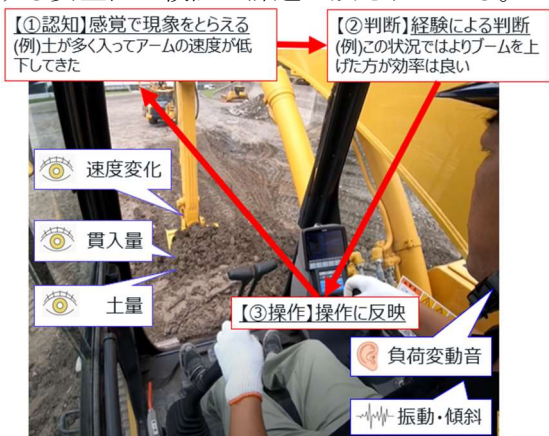 【①認知】感覚で現象をとらえる
(例)土が多く入ってアームの速度が低
下してきた
【②判断】経験による判断
(例)この状況ではよりブームを上
げた方が効率は良い
速度変化
貫入量
土量
【③操作】操作に反映
負荷変動音
振動・傾斜